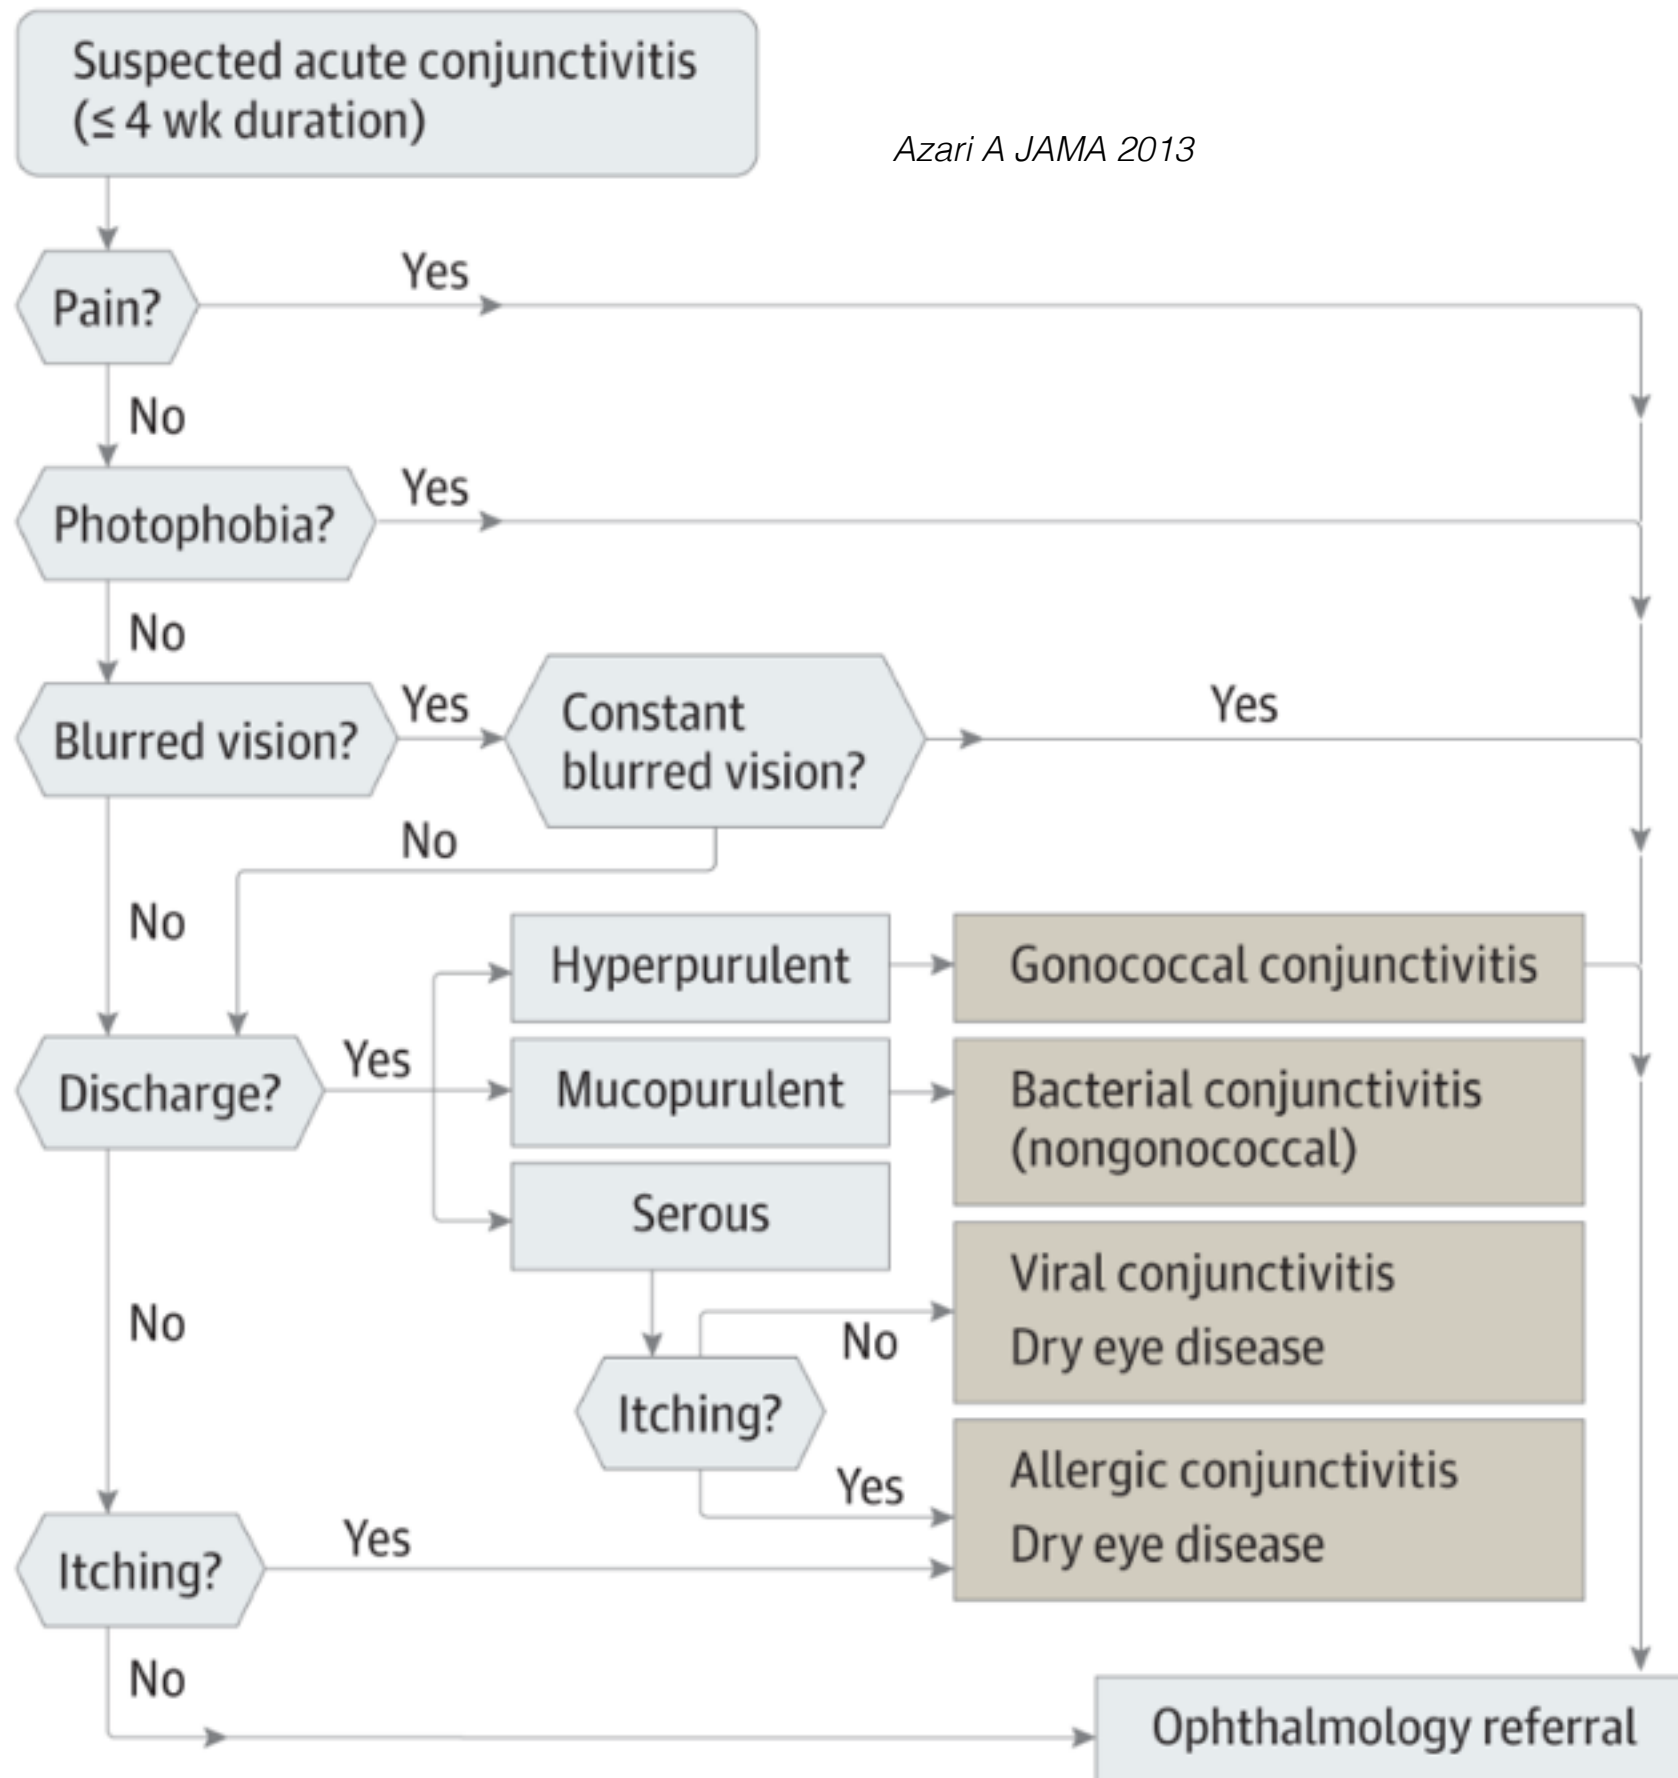 Suspected acute conjunctivitis
(≤ 4 wk duration)
Azari A JAMA 2013
Pain?
Yes
No
Photophobia?
Yes
No
Blurred vision?
Yes
Constant
blurred vision?
Yes
No
No
Discharge?
Yes
Hyperpurulent
Gonococcal conjunctivitis
Mucopurulent
Bacterial conjunctivitis
(nongonococcal)
Serous
Itching?
No
Viral conjunctivitis
Dry eye disease
Yes
Allergic conjunctivitis
Dry eye disease
No
Itching?
Yes
No
Ophthalmology referral